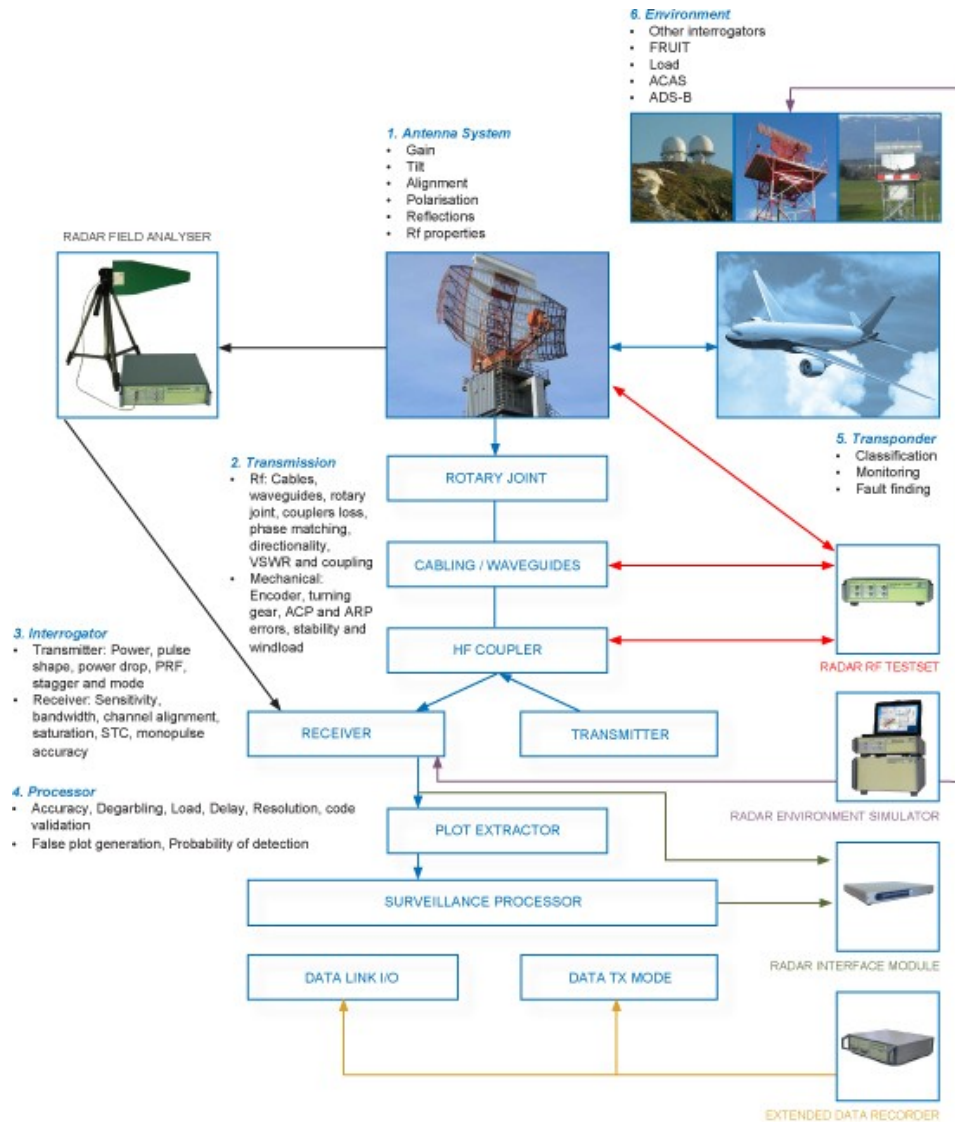 6. Environment
• Other interrogators
• FRUIT
• Load
• ACAS
• ADS-B
1. Antenna System
• Gain
• Tilt
• Alignment
• Polarisation
• Reflections
• Rf properties
RADAR FIELD ANALYSER
5. Transponder
• Classification
• Monitoring
• Fault finding
2. Transmission
• Rf: Cables,
waveguides, rotary
joint, couplers loss,
phase matching,
directionality,
VSWR and coupling
• Mechanical:
Encoder, turning
gear, ACP and ARP
errors, stability and
windload
ROTARY JOINT
CABLING / WAVEGUIDES
HF COUPLER
RADAR RF TESTSET
3. Interrogator
• Transmitter: Power, pulse
shape, power drop, PRF,
stagger and mode
• Receiver: Sensitivity,
bandwidth, channel alignment,
saturation, STC, monopulse
accuracy
RECEIVER
TRANSMITTER
RADAR ENVIRONMENT SIMULATOR
4. Processor
• Accuracy, Degarbling, Load, Delay, Resolution, code
validation
• False plot generation, Probability of detection
PLOT EXTRACTOR
SURVEILLANCE PROCESSOR
RADAR INTERFACE MODULE
DATA LINK I/O
DATA TX MODE
EXTENDED DATA RECORDER